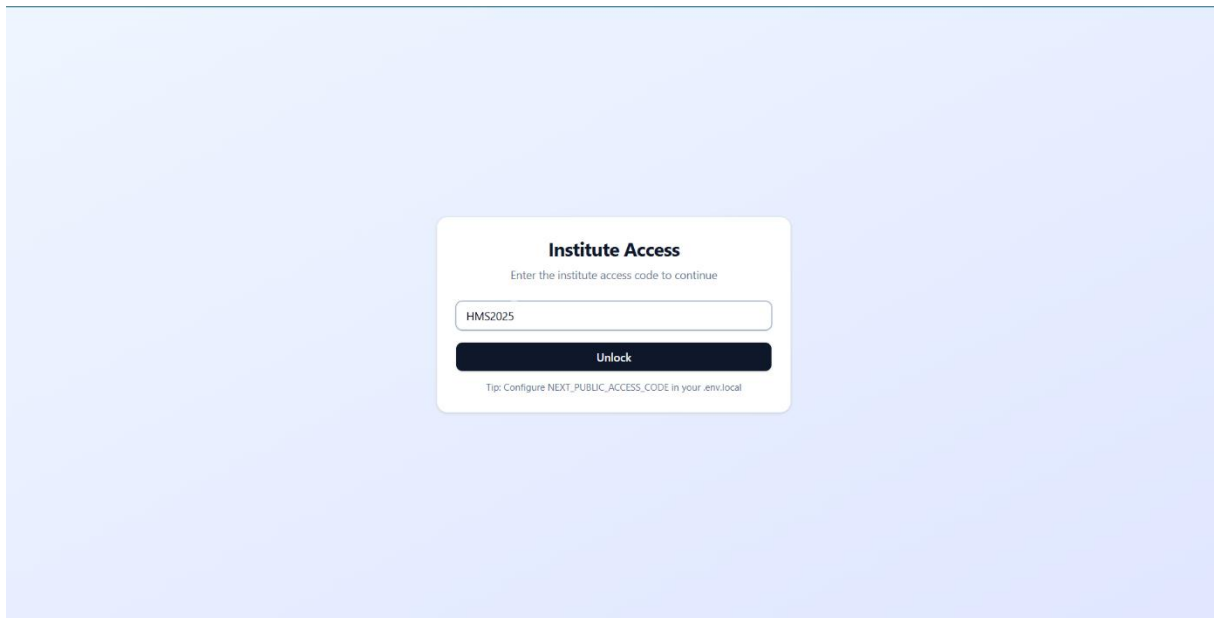 Institute Access
Enter the institute access code to continue
HMS2025
Unlock
Tip: Configure NEXT_PUBLIC_ACCESS_CODE in your .env.local